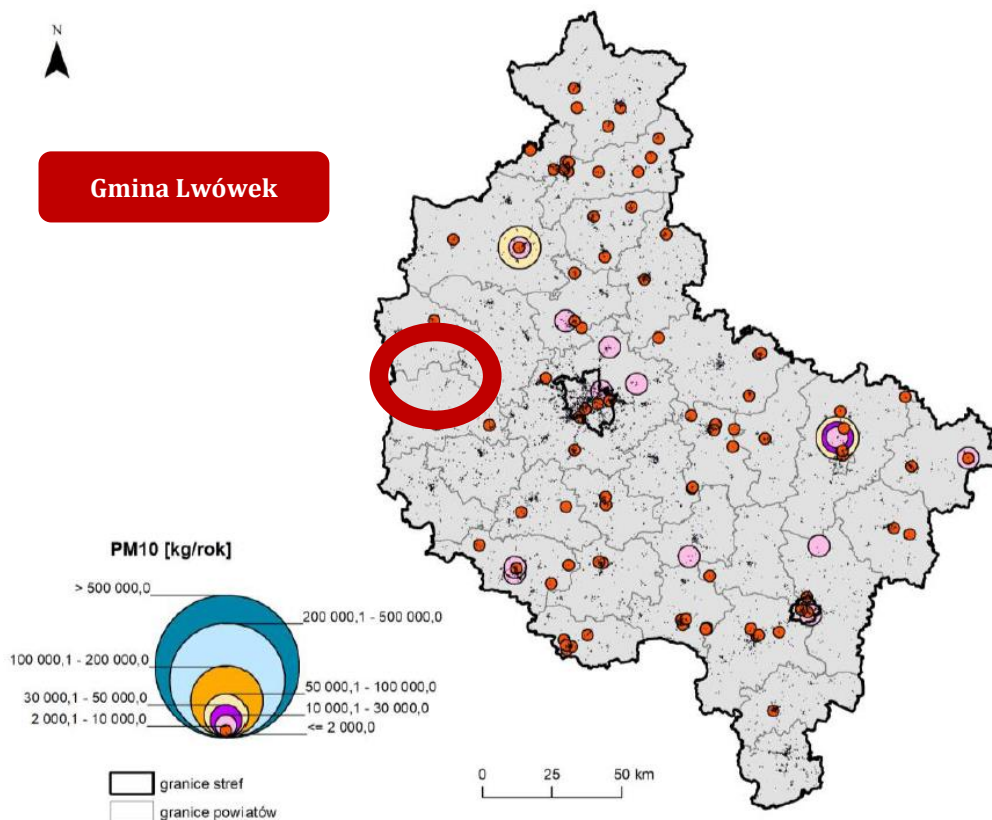 N
Gmina Lwówek
PM10 [kg/rok]
> 500 000,0
200 000,1 - 500 000,0
100 000,1 - 200 000,0
50 000,1 - 100 000,0
30 000,1 - 50 000,0
10 000,1 - 30 000,0
2 000,1 - 10 000,0
<= 2 000,0
granice stref
granice powiatów
0 25 50 km